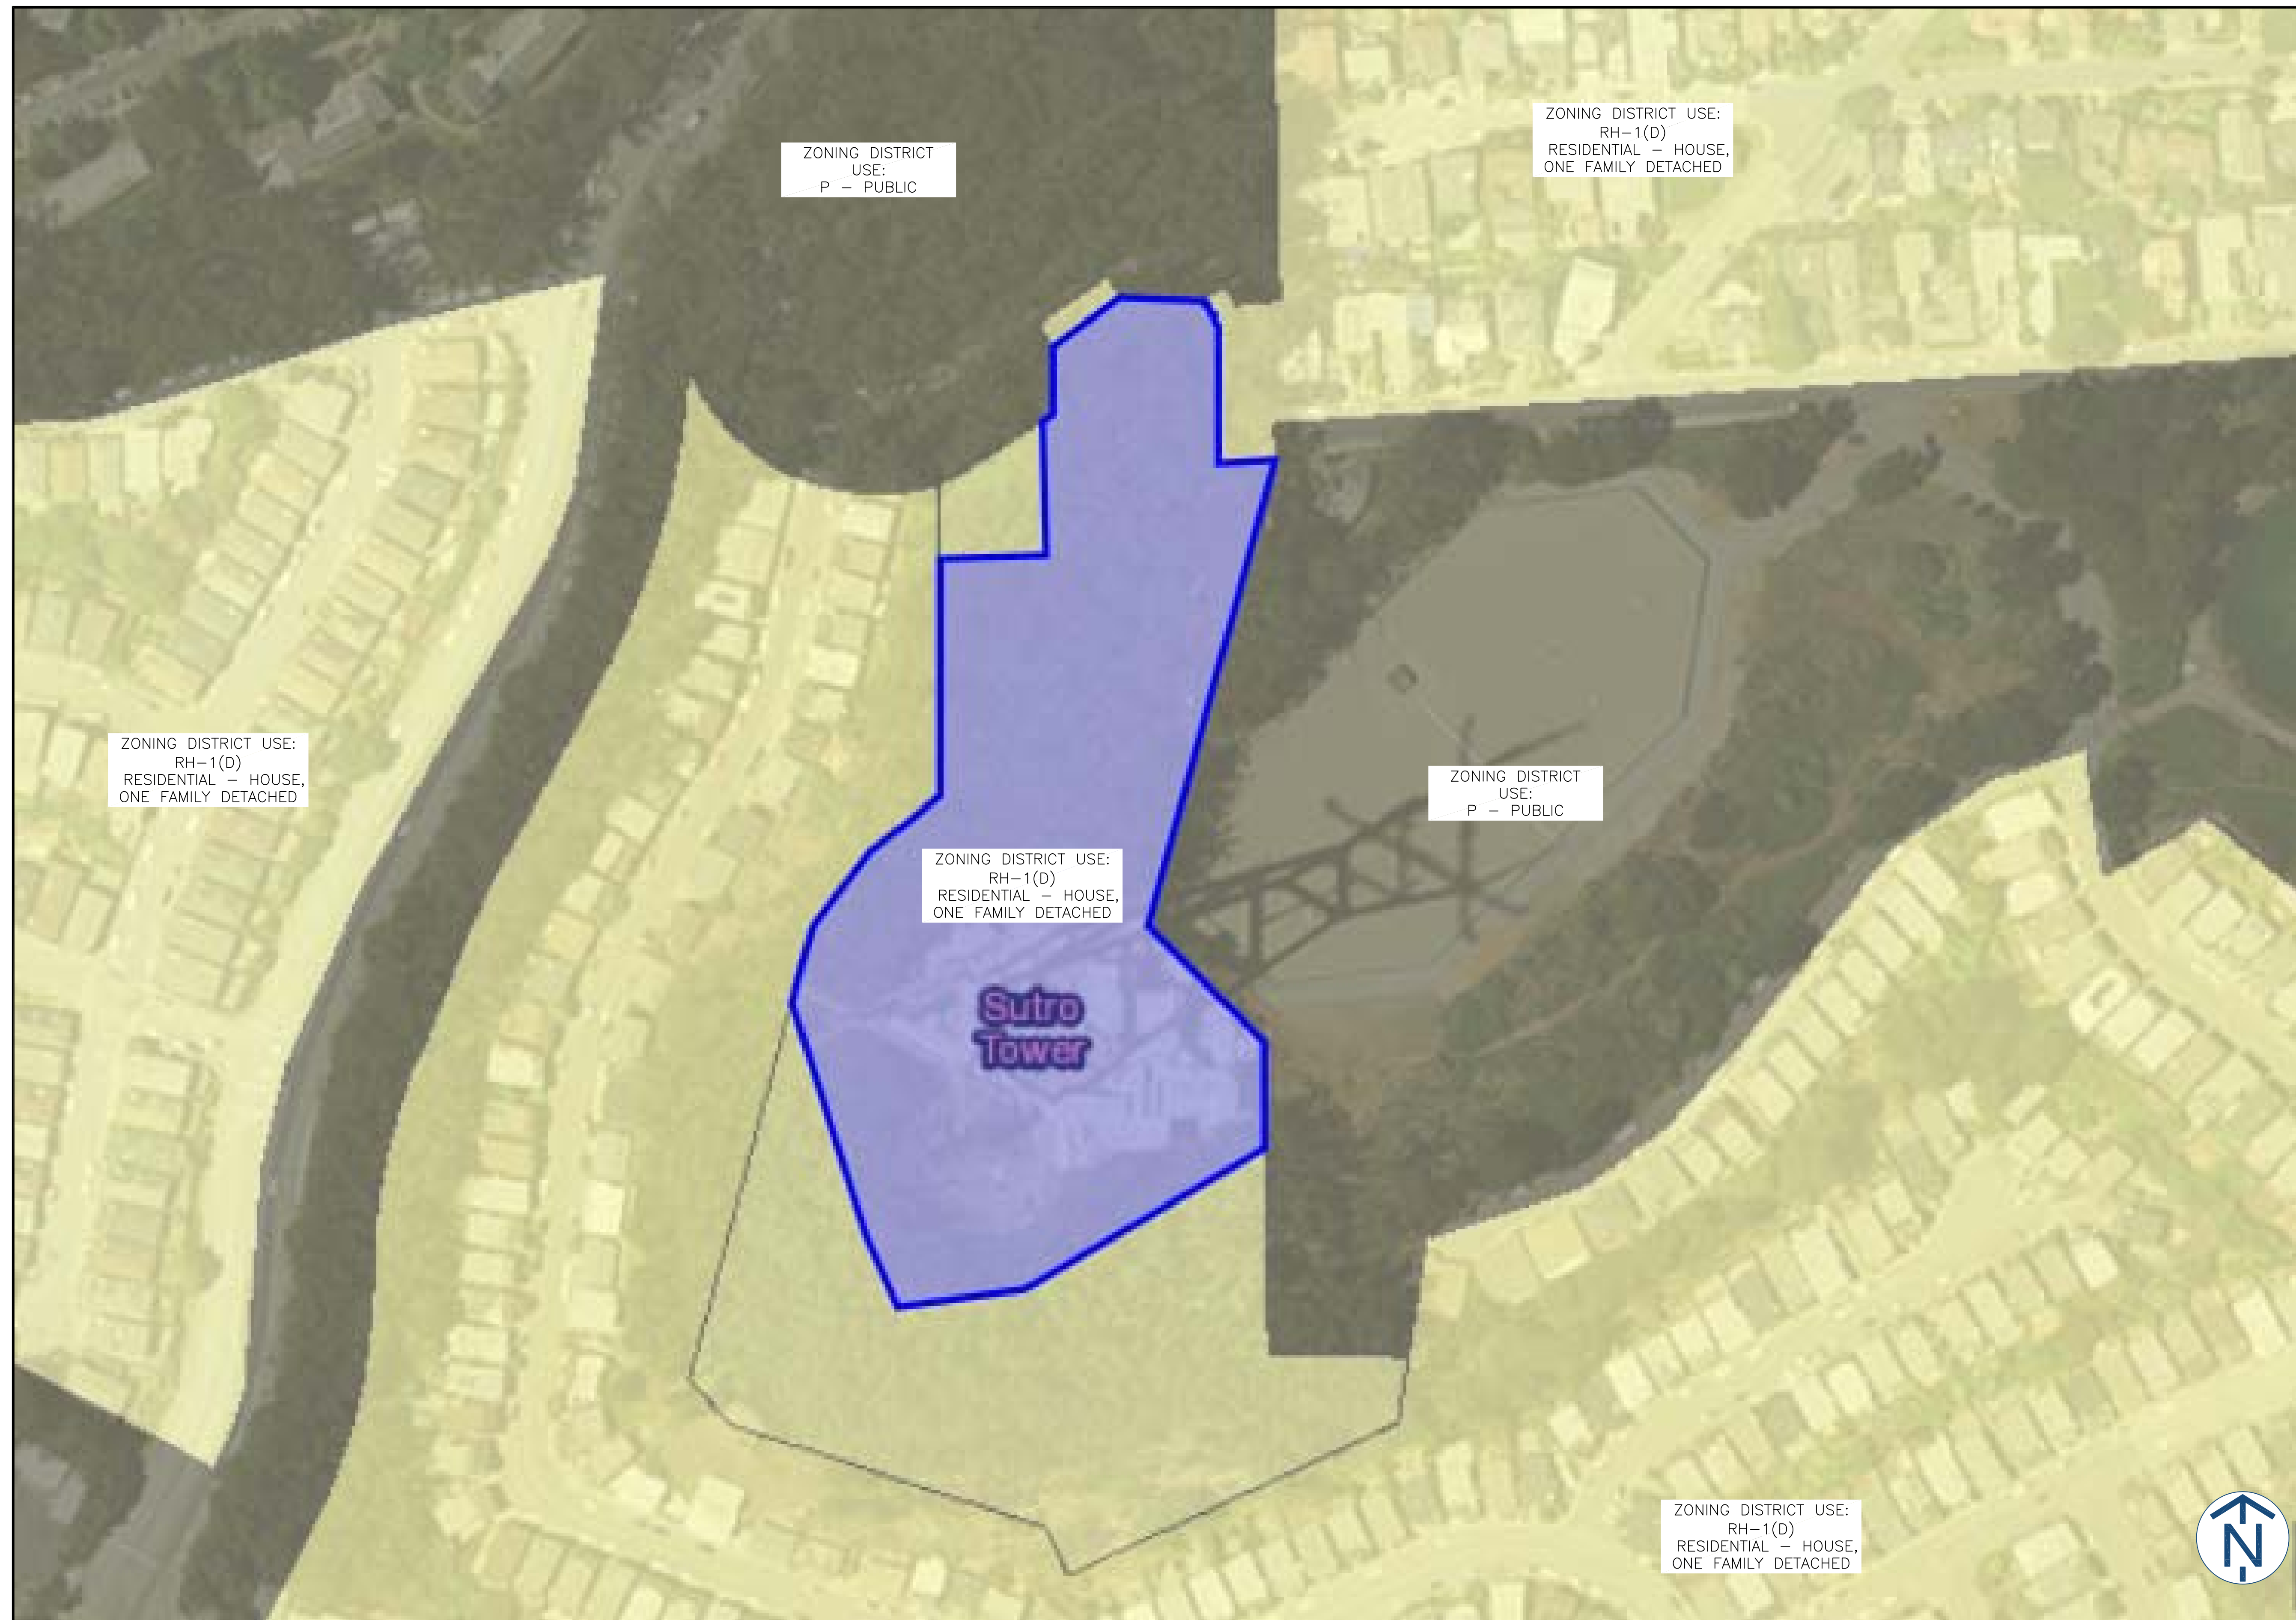 ZONING DISTRICT USE:
RH-1(D)
RESIDENTIAL - HOUSE,
ONE FAMILY DETACHED
ZONING DISTRICT
USE:
P - PUBLIC
ZONING DISTRICT USE:
RH-1(D)
RESIDENTIAL - HOUSE,
ONE FAMILY DETACHED
ZONING DISTRICT
USE:
P - PUBLIC
ZONING DISTRICT USE:
RH-1(D)
RESIDENTIAL - HOUSE,
ONE FAMILY DETACHED
Sutro
Tower
ZONING DISTRICT USE:
RH-1(D)
RESIDENTIAL - HOUSE,
ONE FAMILY DETACHED
N